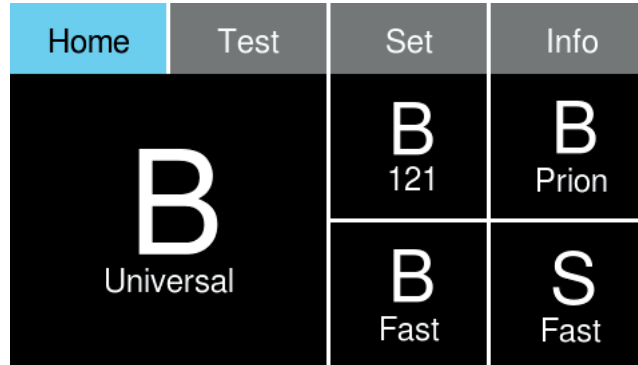 Home Test Set Info
B
Universal
B
121
B
Prion
B
Fast
S
Fast